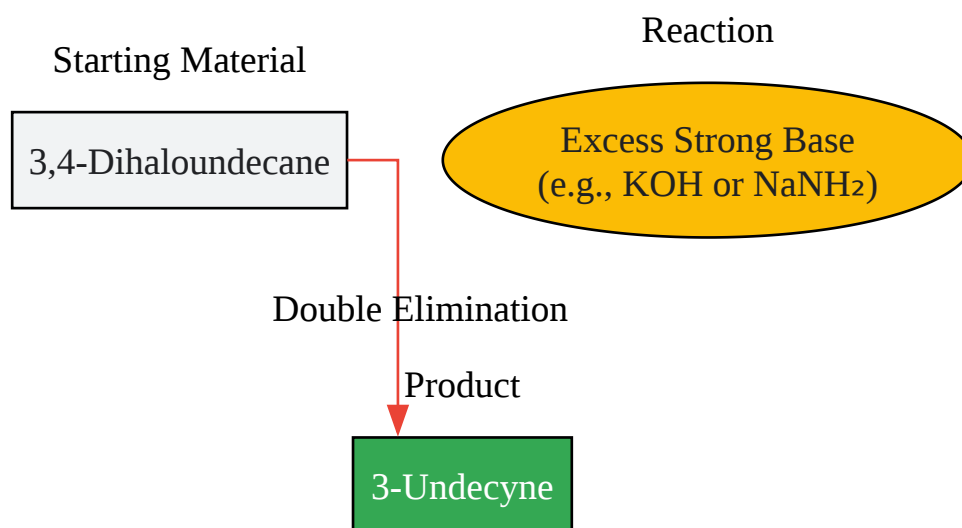 Starting Material
Reaction
3,4-Dihaloundecane
Excess Strong Base
(e.g., KOH or NaNH₂)
Double Elimination
Product
3-Undecyne